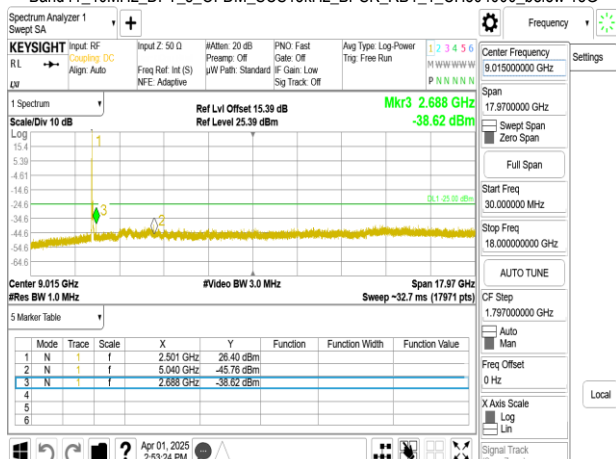 Spectrum Analyzer 1
Swept SA
Frequency
KEYSIGHT
RL
Input: RF
Coupling: DC
Align: Auto
Input Z: 50 Ω
Freq Ref: Int (S)
NFE: Adaptive
#Atten: 20 dB
Preamp: Off
µW Path: Standard
PNO: Fast
Gate: Off
IF Gain: Low
Sig Track: Off
Avg Type: Log-Power
Trig: Free Run
1 2 3 4 5 6
M W W W W W
P N N N N N
Center Frequency
9.015000000 GHz
Settings
Span
17.9700000 GHz
Swept Span
Zero Span
Full Span
Start Freq
30.000000 MHz
Stop Freq
18.000000000 GHz
AUTO TUNE
CF Step
1.797000000 GHz
Auto
Man
Freq Offset
0 Hz
X Axis Scale
Log
Lin
Signal Track
Local
1 Spectrum
Scale/Div 10 dB
Ref Lvl Offset 15.39 dB
Ref Level 25.39 dBm
Mkr3 2.688 GHz
-38.62 dBm
Log
15.4
5.39
-4.61
-14.6
-24.6
-34.6
-44.6
-54.6
-64.6
1
2
3
DL1 -25.00 dBm
Center 9.015 GHz
#Video BW 3.0 MHz
Span 17.97 GHz
#Res BW 1.0 MHz
Sweep ~32.7 ms (17971 pts)
5 Marker Table
Mode Trace Scale X Y Function Function Width Function Value
1 N 1 f 2.501 GHz 26.40 dBm
2 N 1 f 5.040 GHz -45.76 dBm
3 N 1 f 2.688 GHz -38.62 dBm
4
5
6
Apr 01, 2025
2:53:24 PM